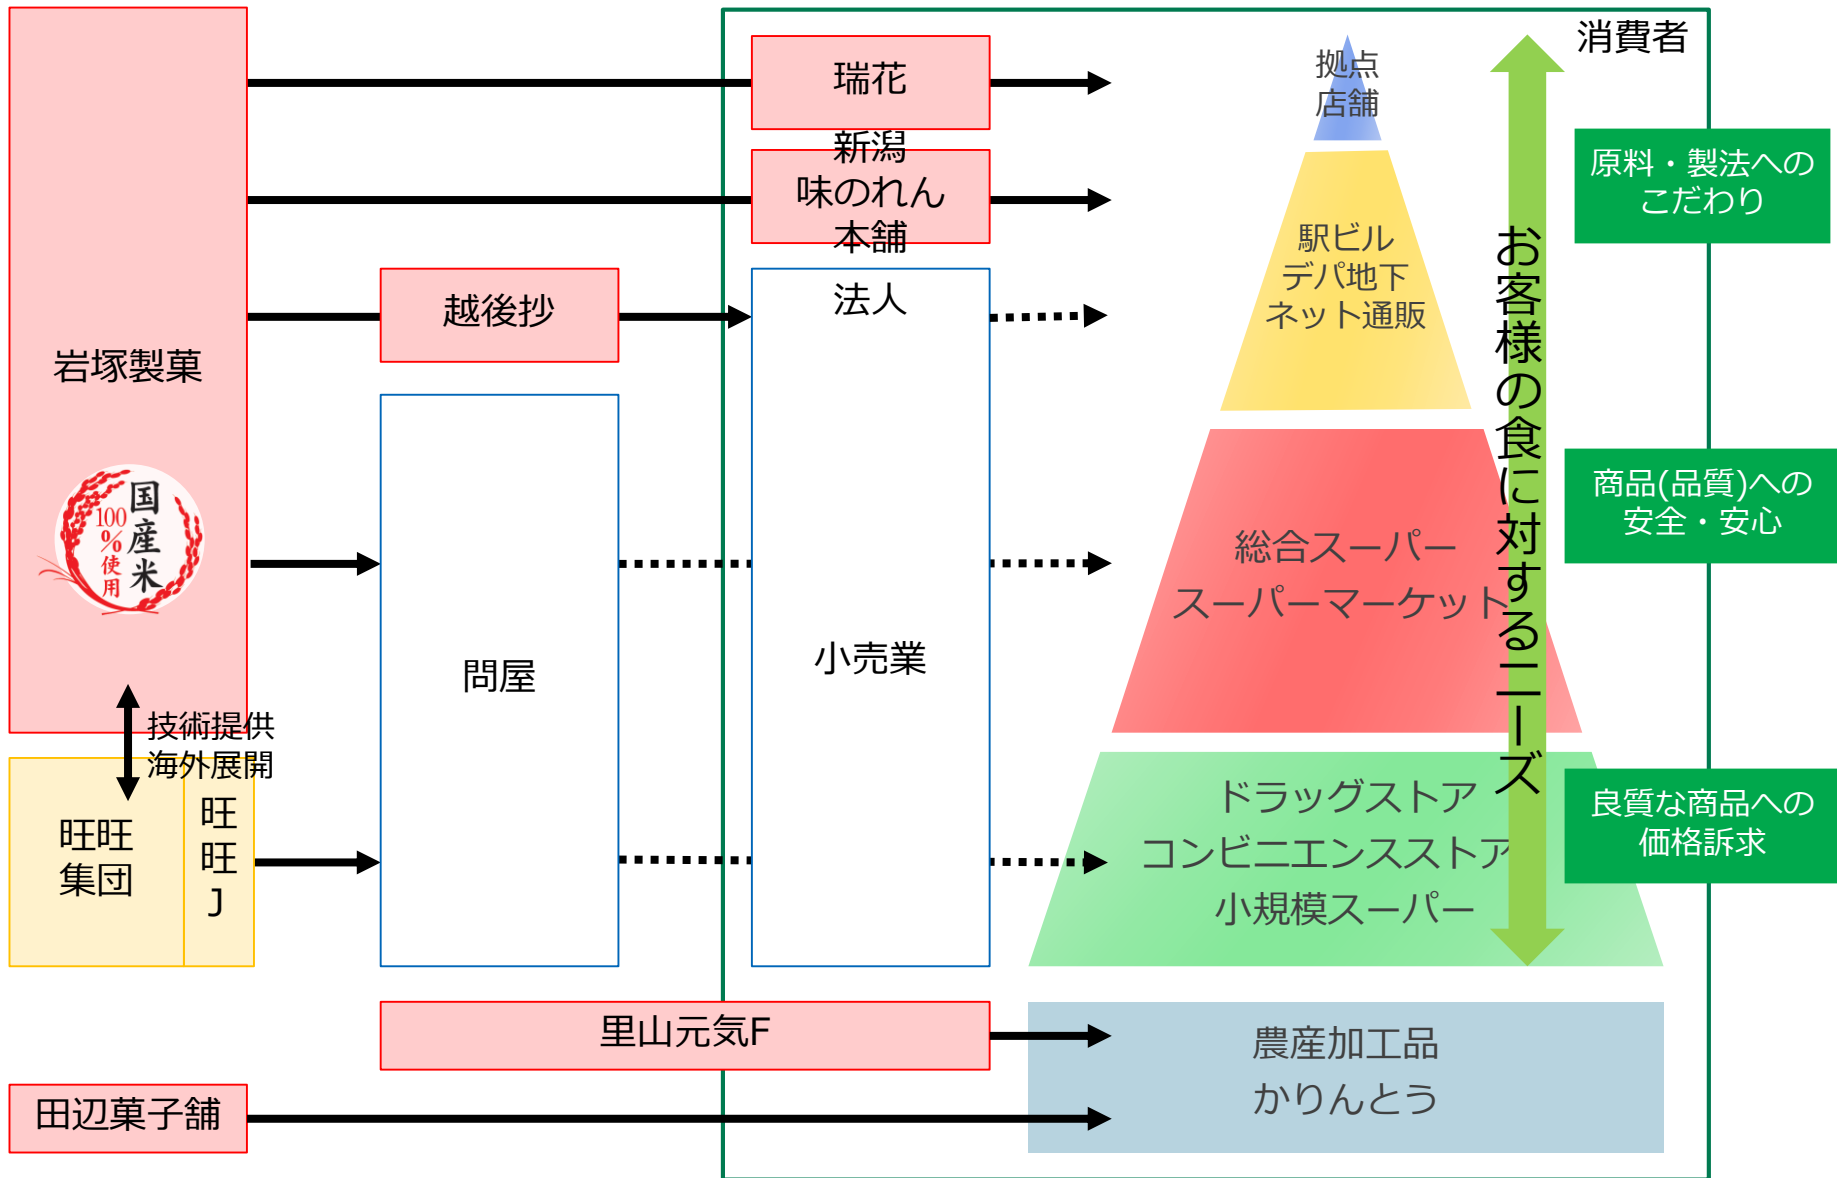 消費者
瑞花
新潟
味のれん
本舗
越後抄
法人
岩塚製菓
国産米
100%使用
問屋
小売業
技術提供
海外展開
旺旺
集団
旺旺J
里山元気F
田辺菓子舗
拠点
店舗
駅ビル
デパ地下
ネット通販
総合スーパー
スーパーマーケット
ドラッグストア
コンビニエンスストア
小規模スーパー
農産加工品
かりんとう
お客様の食に対するニーズ
原料・製法への
こだわり
商品(品質)への
安全・安心
良質な商品への
価格訴求